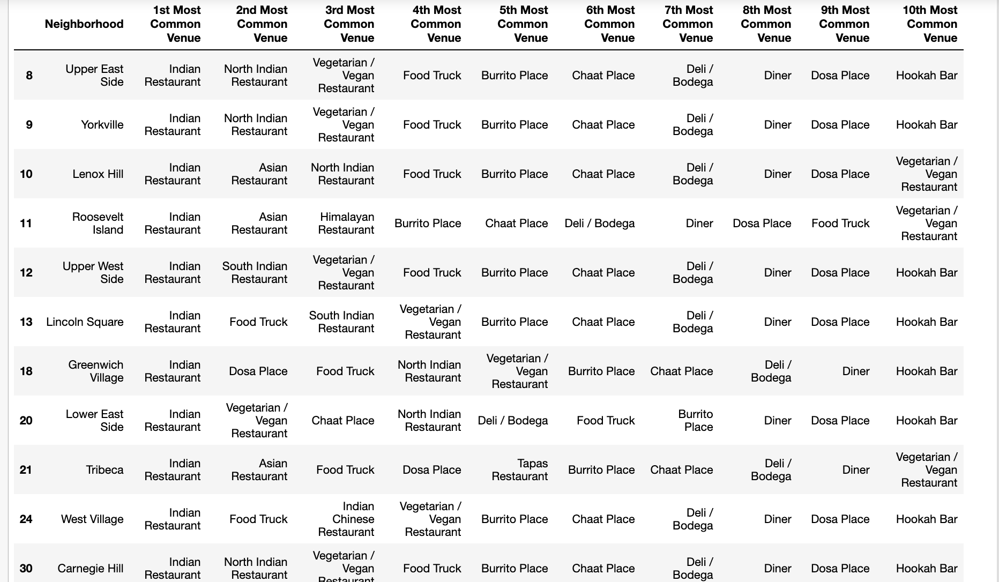 Neighborhood 1st Most Common Venue 2nd Most Common Venue 3rd Most Common Venue 4th Most Common Venue 5th Most Common Venue 6th Most Common Venue 7th Most Common Venue 8th Most Common Venue 9th Most Common Venue 10th Most Common Venue
8 Upper East Side Indian Restaurant North Indian Restaurant Vegetarian / Vegan Restaurant Food Truck Burrito Place Chaat Place Deli / Bodega Diner Dosa Place Hookah Bar
9 Yorkville Indian Restaurant North Indian Restaurant Vegetarian / Vegan Restaurant Food Truck Burrito Place Chaat Place Deli / Bodega Diner Dosa Place Hookah Bar
10 Lenox Hill Indian Restaurant Asian Restaurant North Indian Restaurant Food Truck Burrito Place Chaat Place Deli / Bodega Diner Dosa Place Vegetarian / Vegan Restaurant
11 Roosevelt Island Indian Restaurant Asian Restaurant Himalayan Restaurant Burrito Place Chaat Place Deli / Bodega Diner Dosa Place Food Truck Vegetarian / Vegan Restaurant
12 Upper West Side Indian Restaurant South Indian Restaurant Vegetarian / Vegan Restaurant Food Truck Burrito Place Chaat Place Deli / Bodega Diner Dosa Place Hookah Bar
13 Lincoln Square Indian Restaurant Food Truck South Indian Restaurant Vegetarian / Vegan Restaurant Burrito Place Chaat Place Deli / Bodega Diner Dosa Place Hookah Bar
18 Greenwich Village Indian Restaurant Dosa Place Food Truck North Indian Restaurant Vegetarian / Vegan Restaurant Burrito Place Chaat Place Deli / Bodega Diner Hookah Bar
20 Lower East Side Indian Restaurant Vegetarian / Vegan Restaurant Chaat Place North Indian Restaurant Deli / Bodega Food Truck Burrito Place Diner Dosa Place Hookah Bar
21 Tribeca Indian Restaurant Asian Restaurant Food Truck Dosa Place Tapas Restaurant Burrito Place Chaat Place Deli / Bodega Diner Vegetarian / Vegan Restaurant
24 West Village Indian Restaurant Food Truck Indian Chinese Restaurant Vegetarian / Vegan Restaurant Burrito Place Chaat Place Deli / Bodega Diner Dosa Place Hookah Bar
30 Carnegie Hill Indian Restaurant North Indian Restaurant Vegetarian / Vegan Restaurant Food Truck Burrito Place Chaat Place Deli / Bodega Diner Dosa Place Hookah Bar